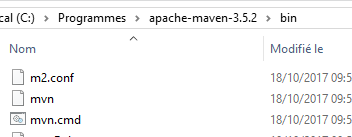 cal (C:) > Programmes > apache-maven-3.5.2 > bin
Nom Modifié le
m2.conf 18/10/2017 09:5
mvn 18/10/2017 09:5
mvn.cmd 18/10/2017 09:5